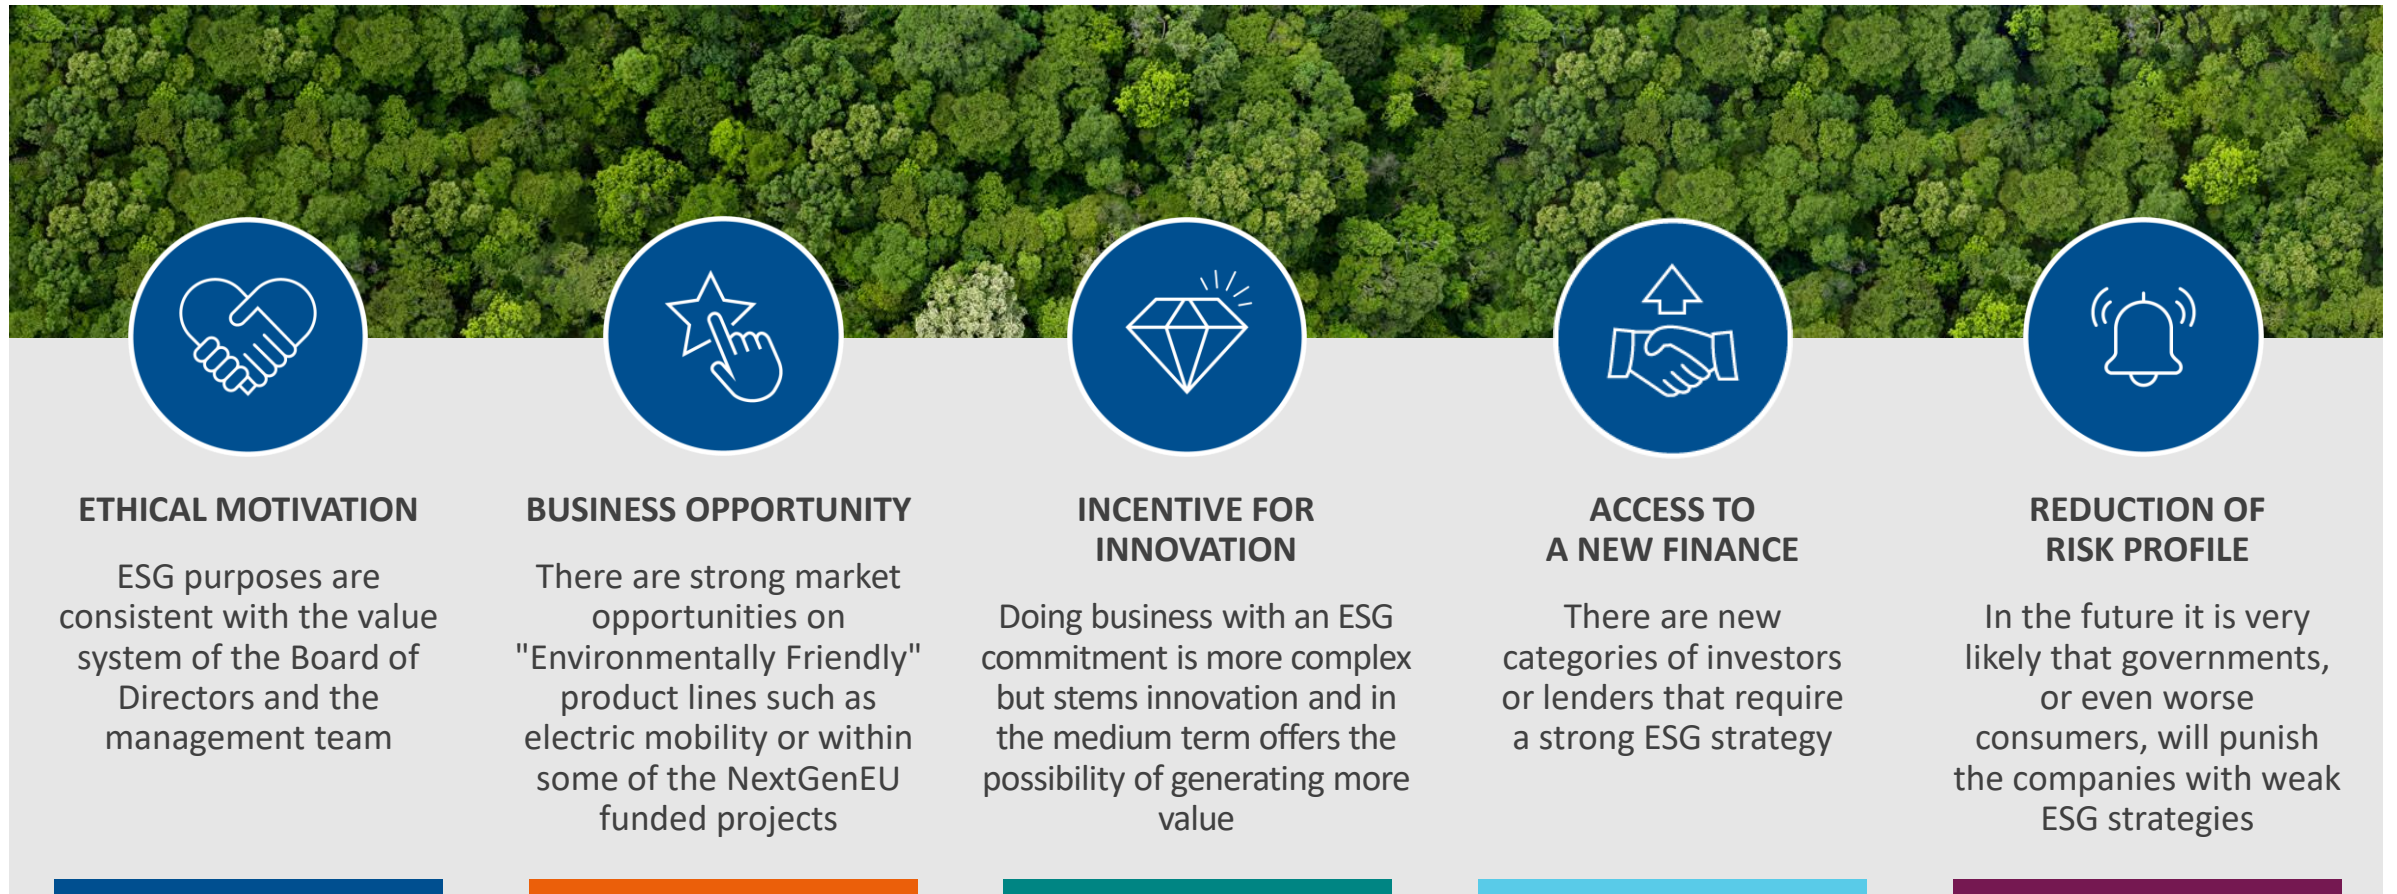 ETHICAL MOTIVATION
ESG purposes are
consistent with the value
system of the Board of
Directors and the
management team
BUSINESS OPPORTUNITY
There are strong market
opportunities on
"Environmentally Friendly"
product lines such as
electric mobility or within
some of the NextGenEU
funded projects
INCENTIVE FOR
INNOVATION
Doing business with an ESG
commitment is more complex
but stems innovation and in
the medium term offers the
possibility of generating more
value
ACCESS TO
A NEW FINANCE
There are new
categories of investors
or lenders that require
a strong ESG strategy
REDUCTION OF
RISK PROFILE
In the future it is very
likely that governments,
or even worse
consumers, will punish
the companies with weak
ESG strategies